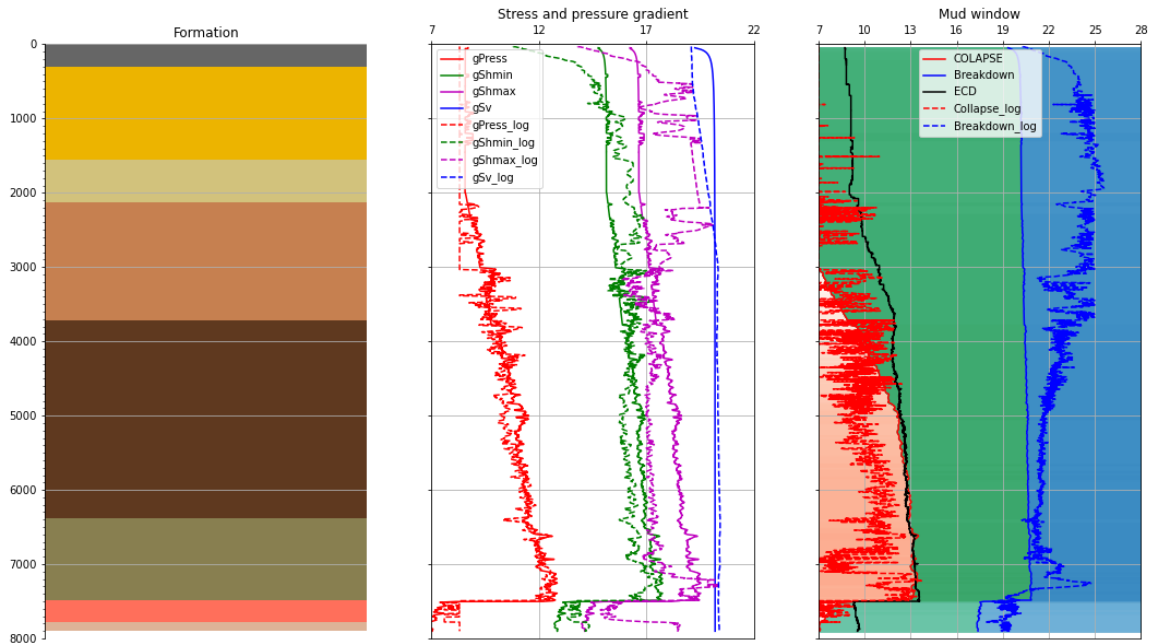 Formation
0
1000
2000
3000
4000
5000
6000
7000
8000
Stress and pressure gradient
7 12 17 22
gPress
gShmin
gShmax
gSv
gPress_log
gShmin_log
gShmax_log
gSv_log
Mud window
7 10 13 16 19 22 25 28
COLAPSE
Breakdown
ECD
Collapse_log
Breakdown_log